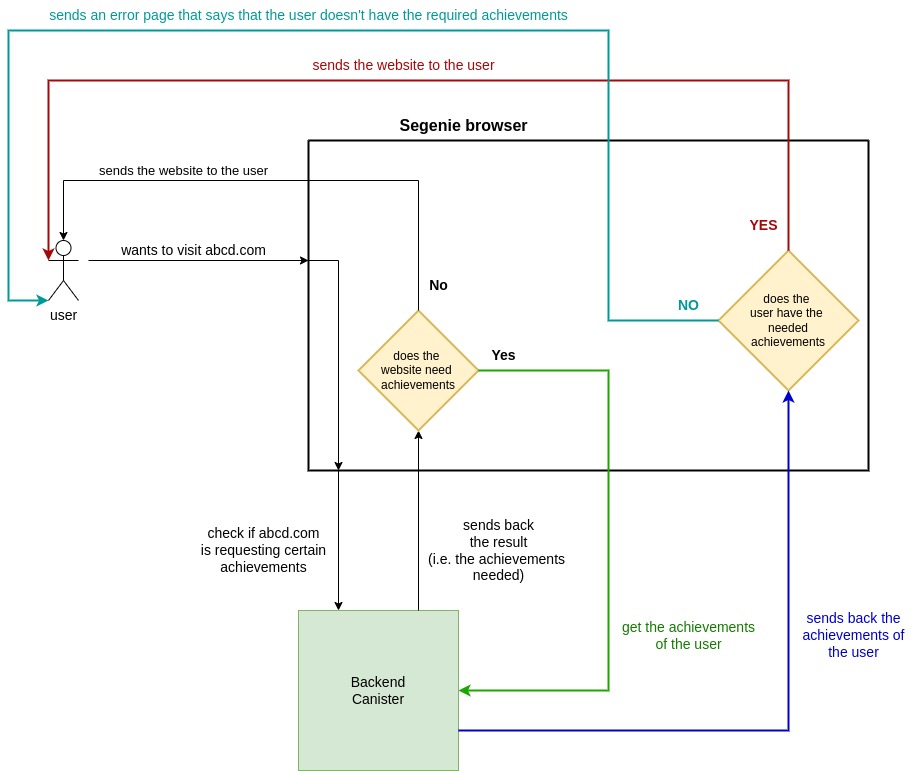 sends an error page that says that the user doesn't have the required achievements
sends the website to the user
Segenie browser
sends the website to the user
YES
wants to visit abcd.com
No
does the
user have the
needed
achievements
NO
user
does the
website need
achievements
Yes
check if abcd.com
is requesting certain
achievements
sends back
the result
(i.e. the achievements
needed)
get the achievements
of the user
sends back the
achievements of
the user
Backend
Canister